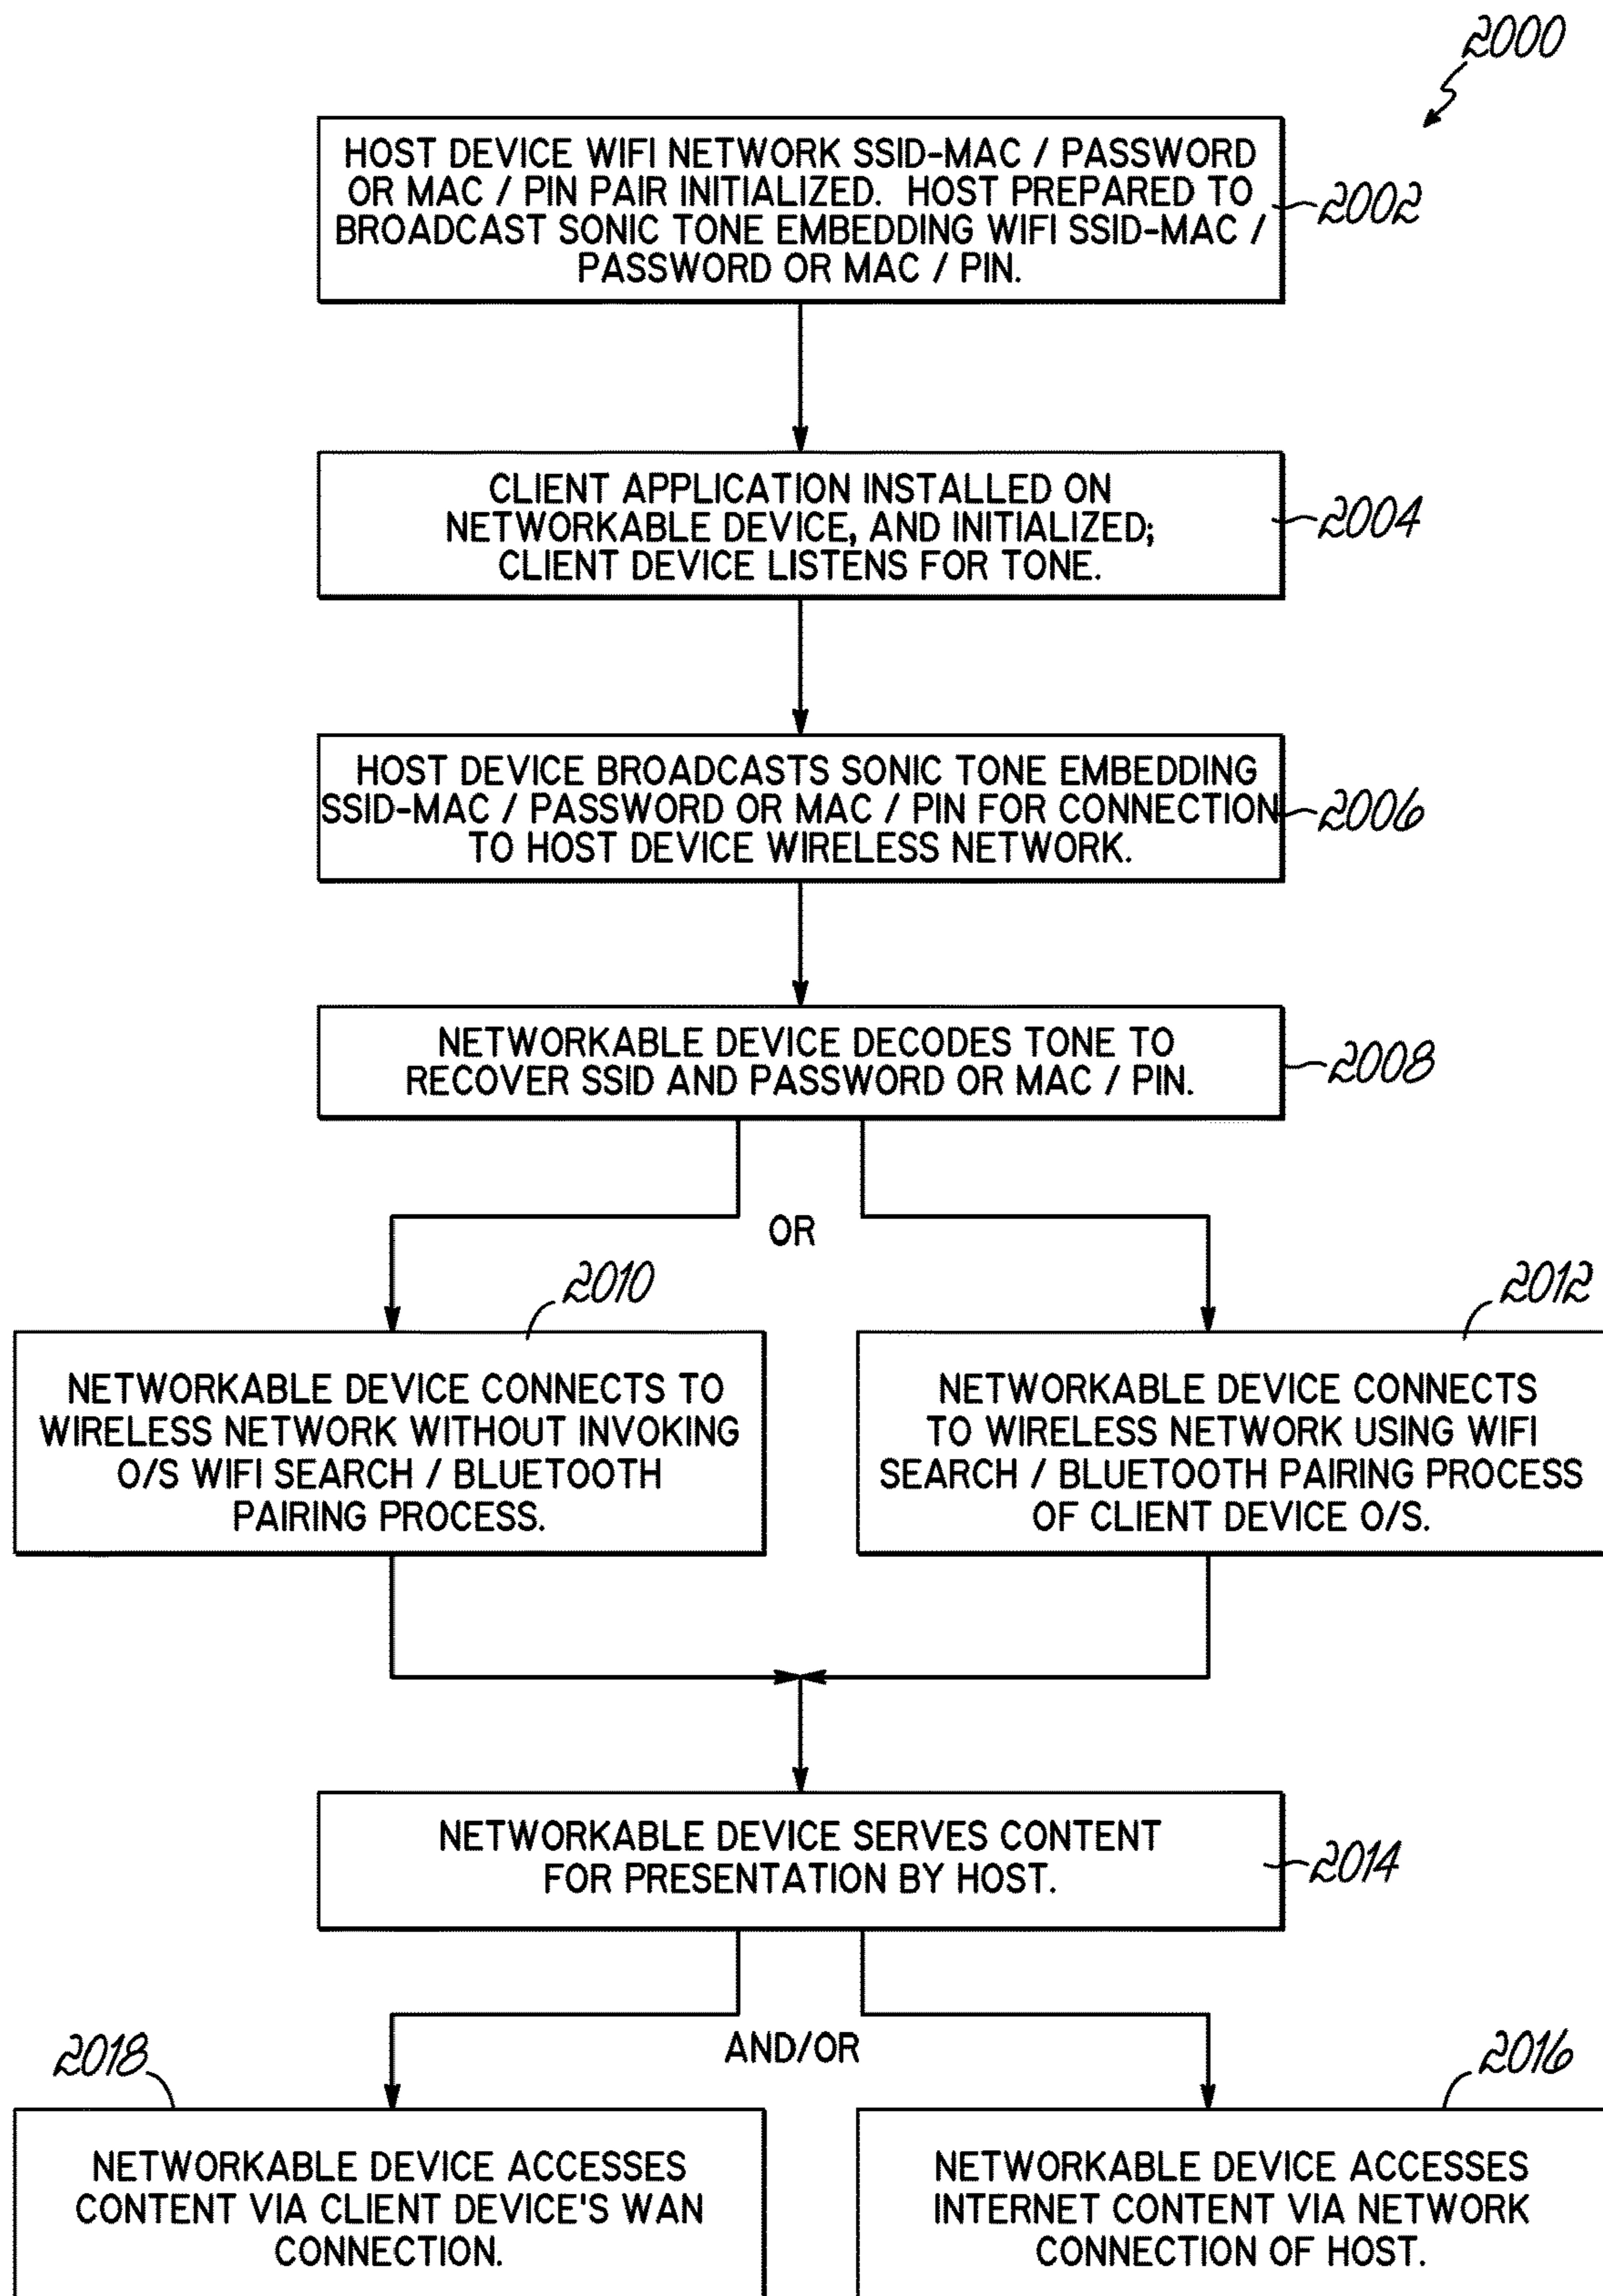 2000
HOST DEVICE WIFI NETWORK SSID-MAC / PASSWORD
OR MAC / PIN PAIR INITIALIZED. HOST PREPARED TO
BROADCAST SONIC TONE EMBEDDING WIFI SSID-MAC /
PASSWORD OR MAC / PIN.
2002
CLIENT APPLICATION INSTALLED ON
NETWORKABLE DEVICE, AND INITIALIZED;
CLIENT DEVICE LISTENS FOR TONE.
2004
HOST DEVICE BROADCASTS SONIC TONE EMBEDDING
SSID-MAC / PASSWORD OR MAC / PIN FOR CONNECTION
TO HOST DEVICE WIRELESS NETWORK.
2006
NETWORKABLE DEVICE DECODES TONE TO
RECOVER SSID AND PASSWORD OR MAC / PIN.
2008
OR
2010
NETWORKABLE DEVICE CONNECTS TO
WIRELESS NETWORK WITHOUT INVOKING
O/S WIFI SEARCH / BLUETOOTH
PAIRING PROCESS.
2012
NETWORKABLE DEVICE CONNECTS
TO WIRELESS NETWORK USING WIFI
SEARCH / BLUETOOTH PAIRING PROCESS
OF CLIENT DEVICE O/S.
NETWORKABLE DEVICE SERVES CONTENT
FOR PRESENTATION BY HOST.
2014
AND/OR
2018
NETWORKABLE DEVICE ACCESSES
CONTENT VIA CLIENT DEVICE'S WAN
CONNECTION.
2016
NETWORKABLE DEVICE ACCESSES
INTERNET CONTENT VIA NETWORK
CONNECTION OF HOST.